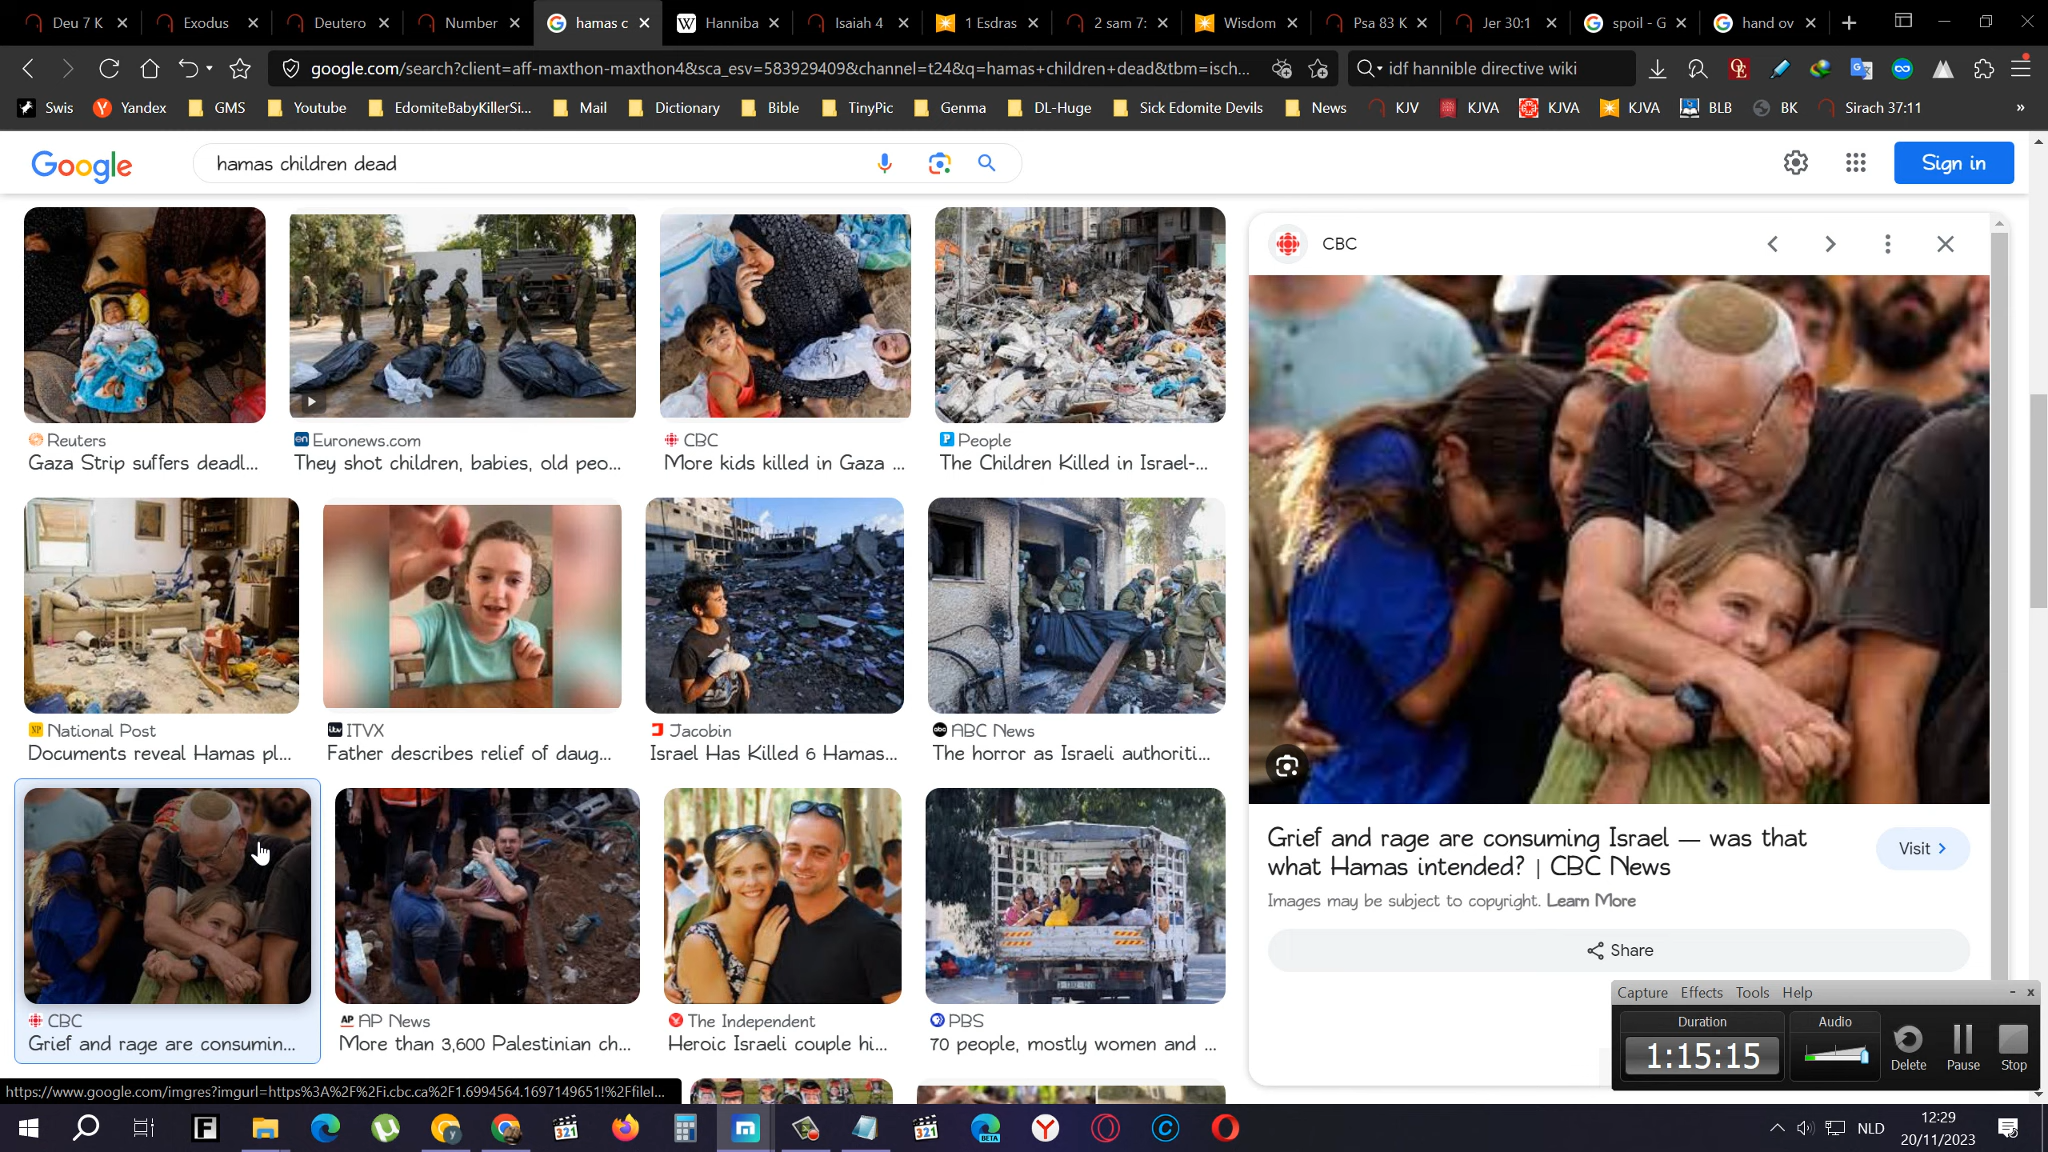 Deu 7 K
Exodus
Deutero
Number
hamas c
Hanniba
Isaiah 4
1 Esdras
2 sam 7:
Wisdom
Psa 83 K
Jer 30:1
spoil - G
hand ov
google.com/search?client=aff-maxthon-maxthon4&sca_esv=583929409&channel=t24&q=hamas+children+dead&tbm=isch...
idf hannible directive wiki
Swis
Yandex
GMS
Youtube
EdomiteBabyKillerSi...
Mail
Dictionary
Bible
TinyPic
Genma
DL-Huge
Sick Edomite Devils
News
KJV
KJVA
KJVA
KJVA
BLB
BK
Sirach 37:11
Google
hamas children dead
Sign in
Reuters
Gaza Strip suffers deadl...
Euronews.com
They shot children, babies, old peo...
CBC
More kids killed in Gaza ...
People
The Children Killed in Israel-...
National Post
Documents reveal Hamas pl...
ITVX
Father describes relief of daug...
Jacobin
Israel Has Killed 6 Hamas...
ABC News
The horror as Israeli authoriti...
CBC
Grief and rage are consumin...
AP News
More than 3,600 Palestinian ch...
The Independent
Heroic Israeli couple hi...
PBS
70 people, mostly women and ...
CBC
Grief and rage are consuming Israel — was that
what Hamas intended? | CBC News
Visit
Images may be subject to copyright. Learn More
Share
Capture Effects Tools Help
Duration
1:15:15
Audio
Delete
Pause
Stop
https://www.google.com/imgres?imgurl=https%3A%2F%2Fi.cbc.ca%2F1.6994564.1697149651!%2FfileI...
NLD
12:29
20/11/2023